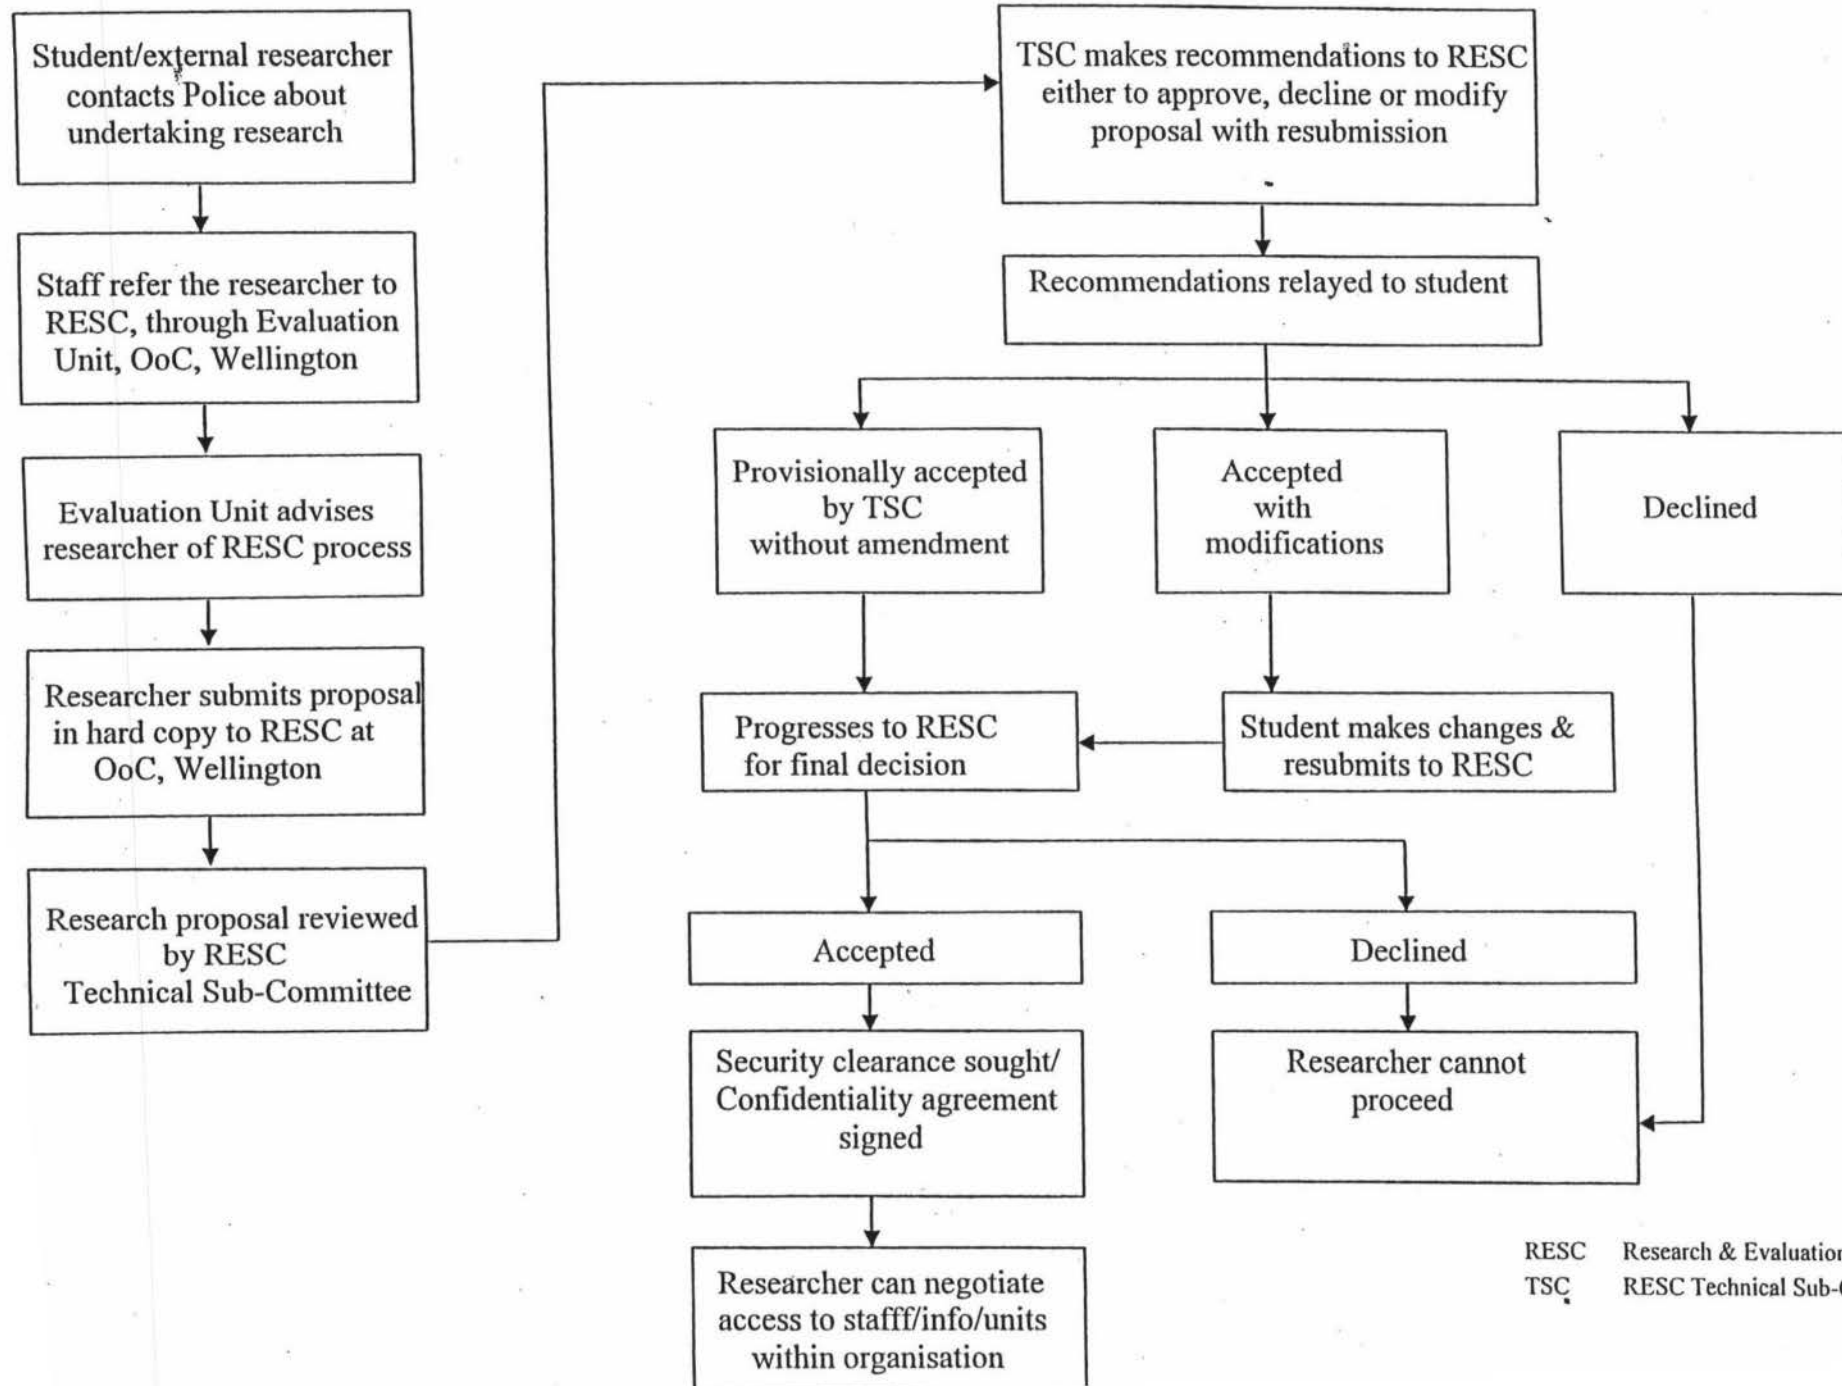 Student/external researcher
contacts Police about
undertaking research
Staff refer the researcher to
RESC, through Evaluation
Unit, OoC, Wellington
Evaluation Unit advises
researcher of RESC process
Researcher submits proposal
in hard copy to RESC at
OoC, Wellington
Research proposal reviewed
by RESC
Technical Sub-Committee
TSC makes recommendations to RESC
either to approve, decline or modify
proposal with resubmission
Recommendations relayed to student
Provisionally accepted
by TSC
without amendment
Accepted
with
modifications
Declined
Progresses to RESC
for final decision
Student makes changes &
resubmits to RESC
Accepted
Declined
Security clearance sought/
Confidentiality agreement
signed
Researcher cannot
proceed
Researcher can negotiate
access to stafff/info/units
within organisation
RESC Research & Evaluation
TSC RESC Technical Sub-